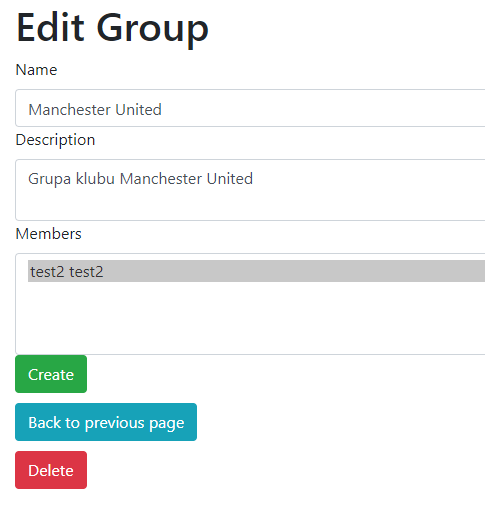 Edit Group
Name
Manchester United
Description
Grupa klubu Manchester United
Members
test2 test2
Create
Back to previous page
Delete